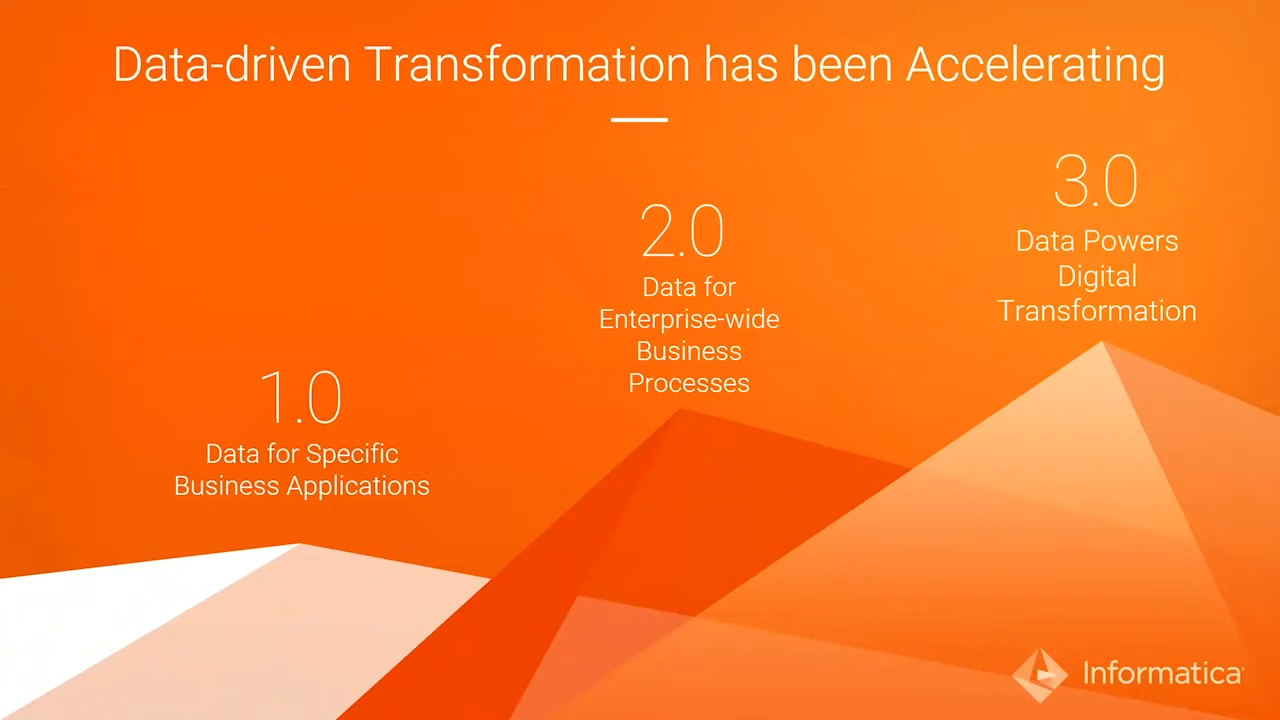 Data-driven Transformation has been Accelerating
1.0
Data for Specific
Business Applications
2.0
Data for
Enterprise-wide
Business
Processes
3.0
Data Powers
Digital
Transformation
Informatica